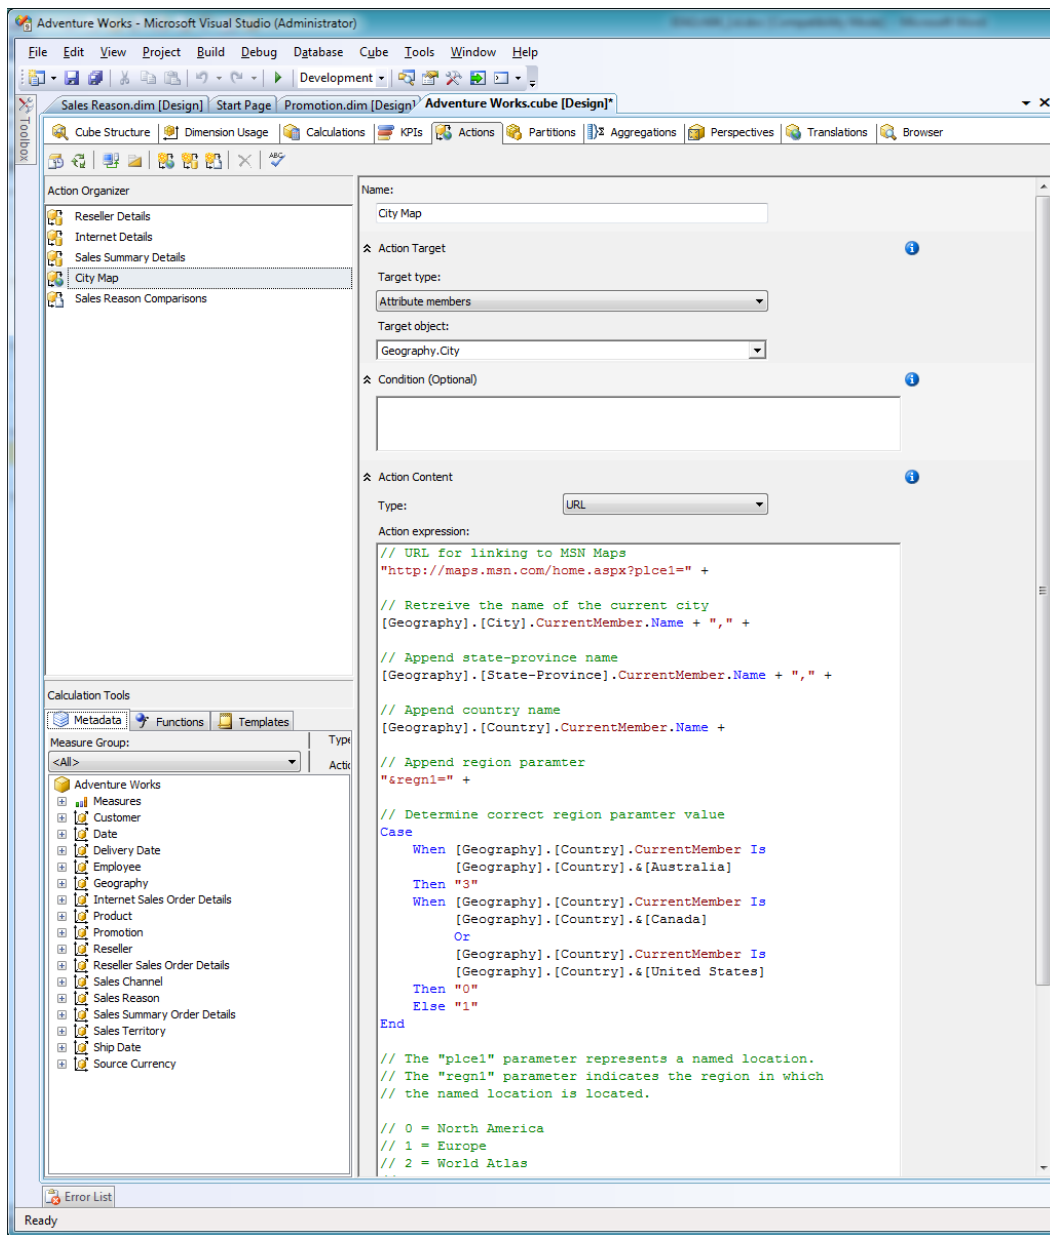 Adventure Works - Microsoft Visual Studio (Administrator)
File Edit View Project Build Debug Database Cube Tools Window Help
Development
Toolbox
Sales Reason.dim [Design] Start Page Promotion.dim [Design] Adventure Works.cube [Design]*
Cube Structure Dimension Usage Calculations KPIs Actions Partitions Aggregations Perspectives Translations Browser
ABC
Action Organizer
Reseller Details
Internet Details
Sales Summary Details
City Map
Sales Reason Comparisons
Calculation Tools
Metadata Functions Templates
Measure Group:
Type
<All>
Actic
Adventure Works
Measures
Customer
Date
Delivery Date
Employee
Geography
Internet Sales Order Details
Product
Promotion
Reseller
Reseller Sales Order Details
Sales Channel
Sales Reason
Sales Summary Order Details
Sales Territory
Ship Date
Source Currency
Name:
City Map
Action Target
Target type:
Attribute members
Target object:
Geography.City
Condition (Optional)
Action Content
Type: URL
Action expression:
// URL for linking to MSN Maps
"http://maps.msn.com/home.aspx?plce1=" +
// Retreive the name of the current city
[Geography].[City].CurrentMember.Name + "," +
// Append state-province name
[Geography].[State-Province].CurrentMember.Name + "," +
// Append country name
[Geography].[Country].CurrentMember.Name +
// Append region paramter
"&regn1=" +
// Determine correct region paramter value
Case
When [Geography].[Country].CurrentMember Is
[Geography].[Country].&[Australia]
Then "3"
When [Geography].[Country].CurrentMember Is
[Geography].[Country].&[Canada]
Or
[Geography].[Country].CurrentMember Is
[Geography].[Country].&[United States]
Then "0"
Else "1"
End
// The "plce1" parameter represents a named location.
// The "regn1" parameter indicates the region in which
// the named location is located.
// 0 = North America
// 1 = Europe
// 2 = World Atlas
Error List
Ready